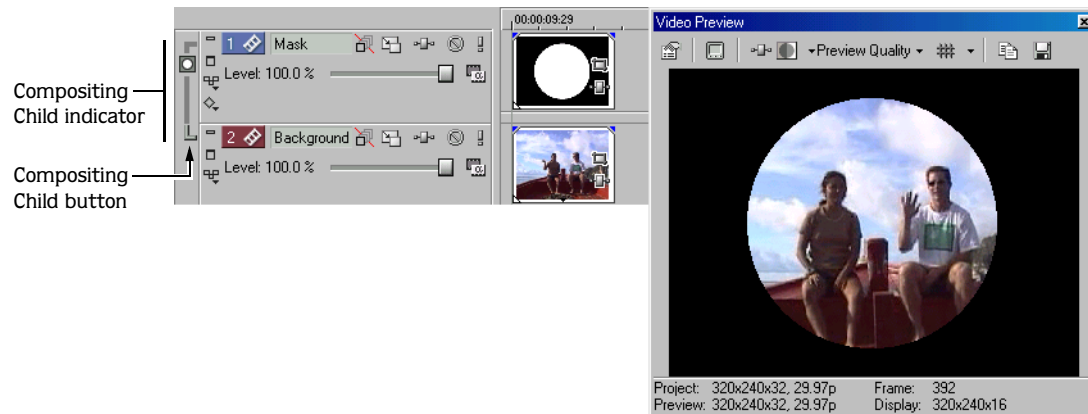 Compositing
Child indicator
Compositing
Child button
1 Mask
Level: 100.0 %
2 Background
Level: 100.0 %
00:00:09:29
Video Preview
Preview Quality
Project: 320x240x32, 29.97p Frame: 392
Preview: 320x240x32, 29.97p Display: 320x240x16